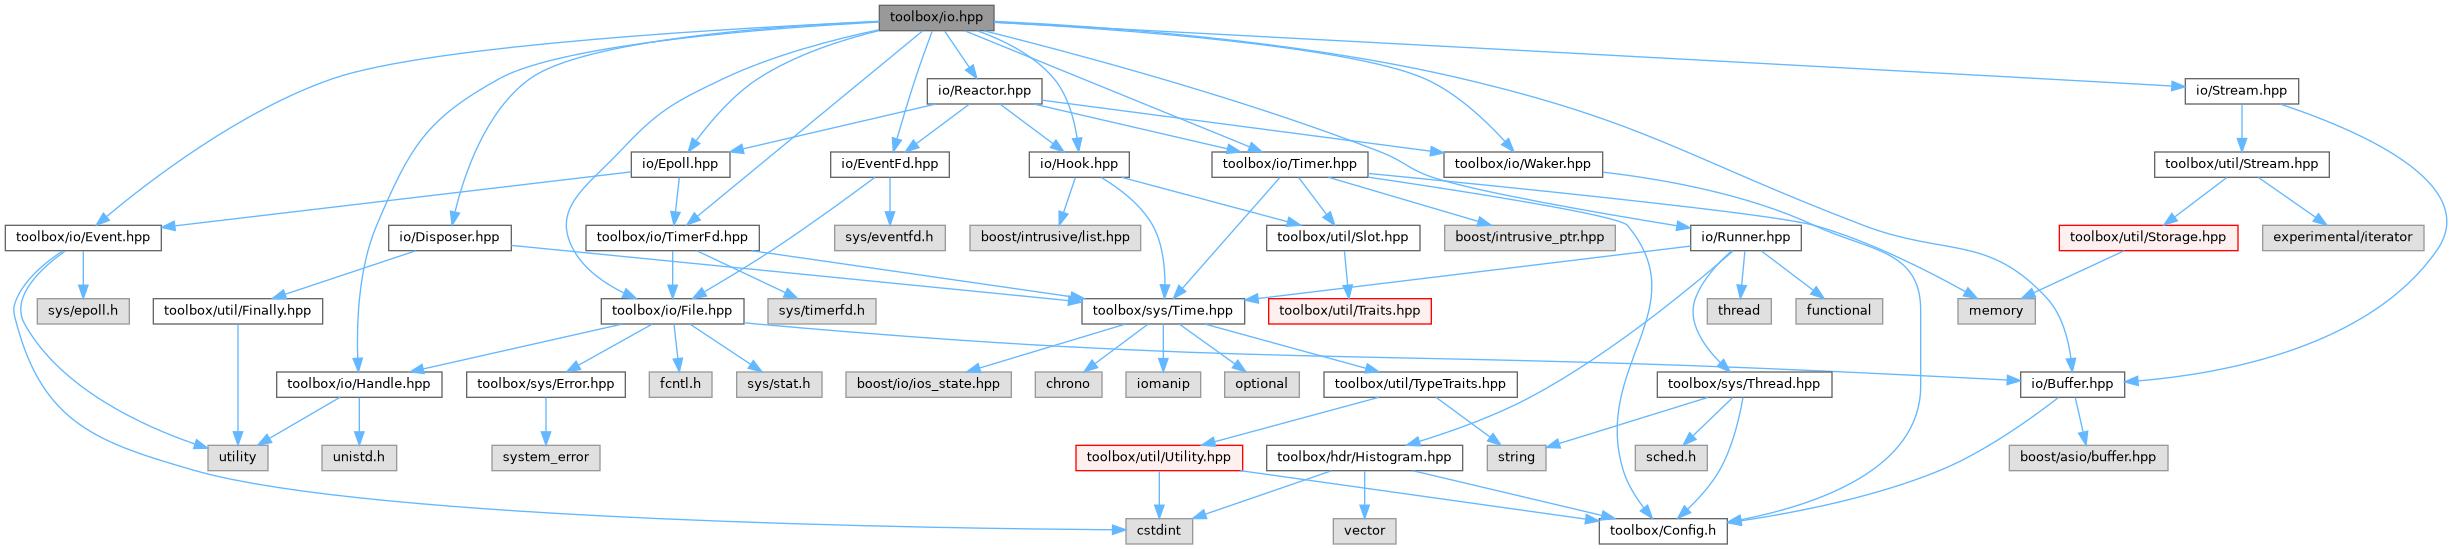 toolbox/io.hpp
io/Reactor.hpp
io/Stream.hpp
io/Epoll.hpp
io/EventFd.hpp
io/Hook.hpp
toolbox/io/Timer.hpp
toolbox/io/Waker.hpp
toolbox/util/Stream.hpp
toolbox/io/Event.hpp
io/Disposer.hpp
toolbox/io/TimerFd.hpp
sys/eventfd.h
boost/intrusive/list.hpp
toolbox/util/Slot.hpp
boost/intrusive_ptr.hpp
io/Runner.hpp
toolbox/util/Storage.hpp
experimental/iterator
sys/epoll.h
toolbox/util/Finally.hpp
toolbox/io/File.hpp
sys/timerfd.h
toolbox/sys/Time.hpp
toolbox/util/Traits.hpp
thread
functional
memory
toolbox/io/Handle.hpp
toolbox/sys/Error.hpp
fcntl.h
sys/stat.h
boost/io/ios_state.hpp
chrono
iomanip
optional
toolbox/util/TypeTraits.hpp
toolbox/sys/Thread.hpp
io/Buffer.hpp
utility
unistd.h
system_error
toolbox/util/Utility.hpp
toolbox/hdr/Histogram.hpp
string
sched.h
boost/asio/buffer.hpp
cstdint
vector
toolbox/Config.h